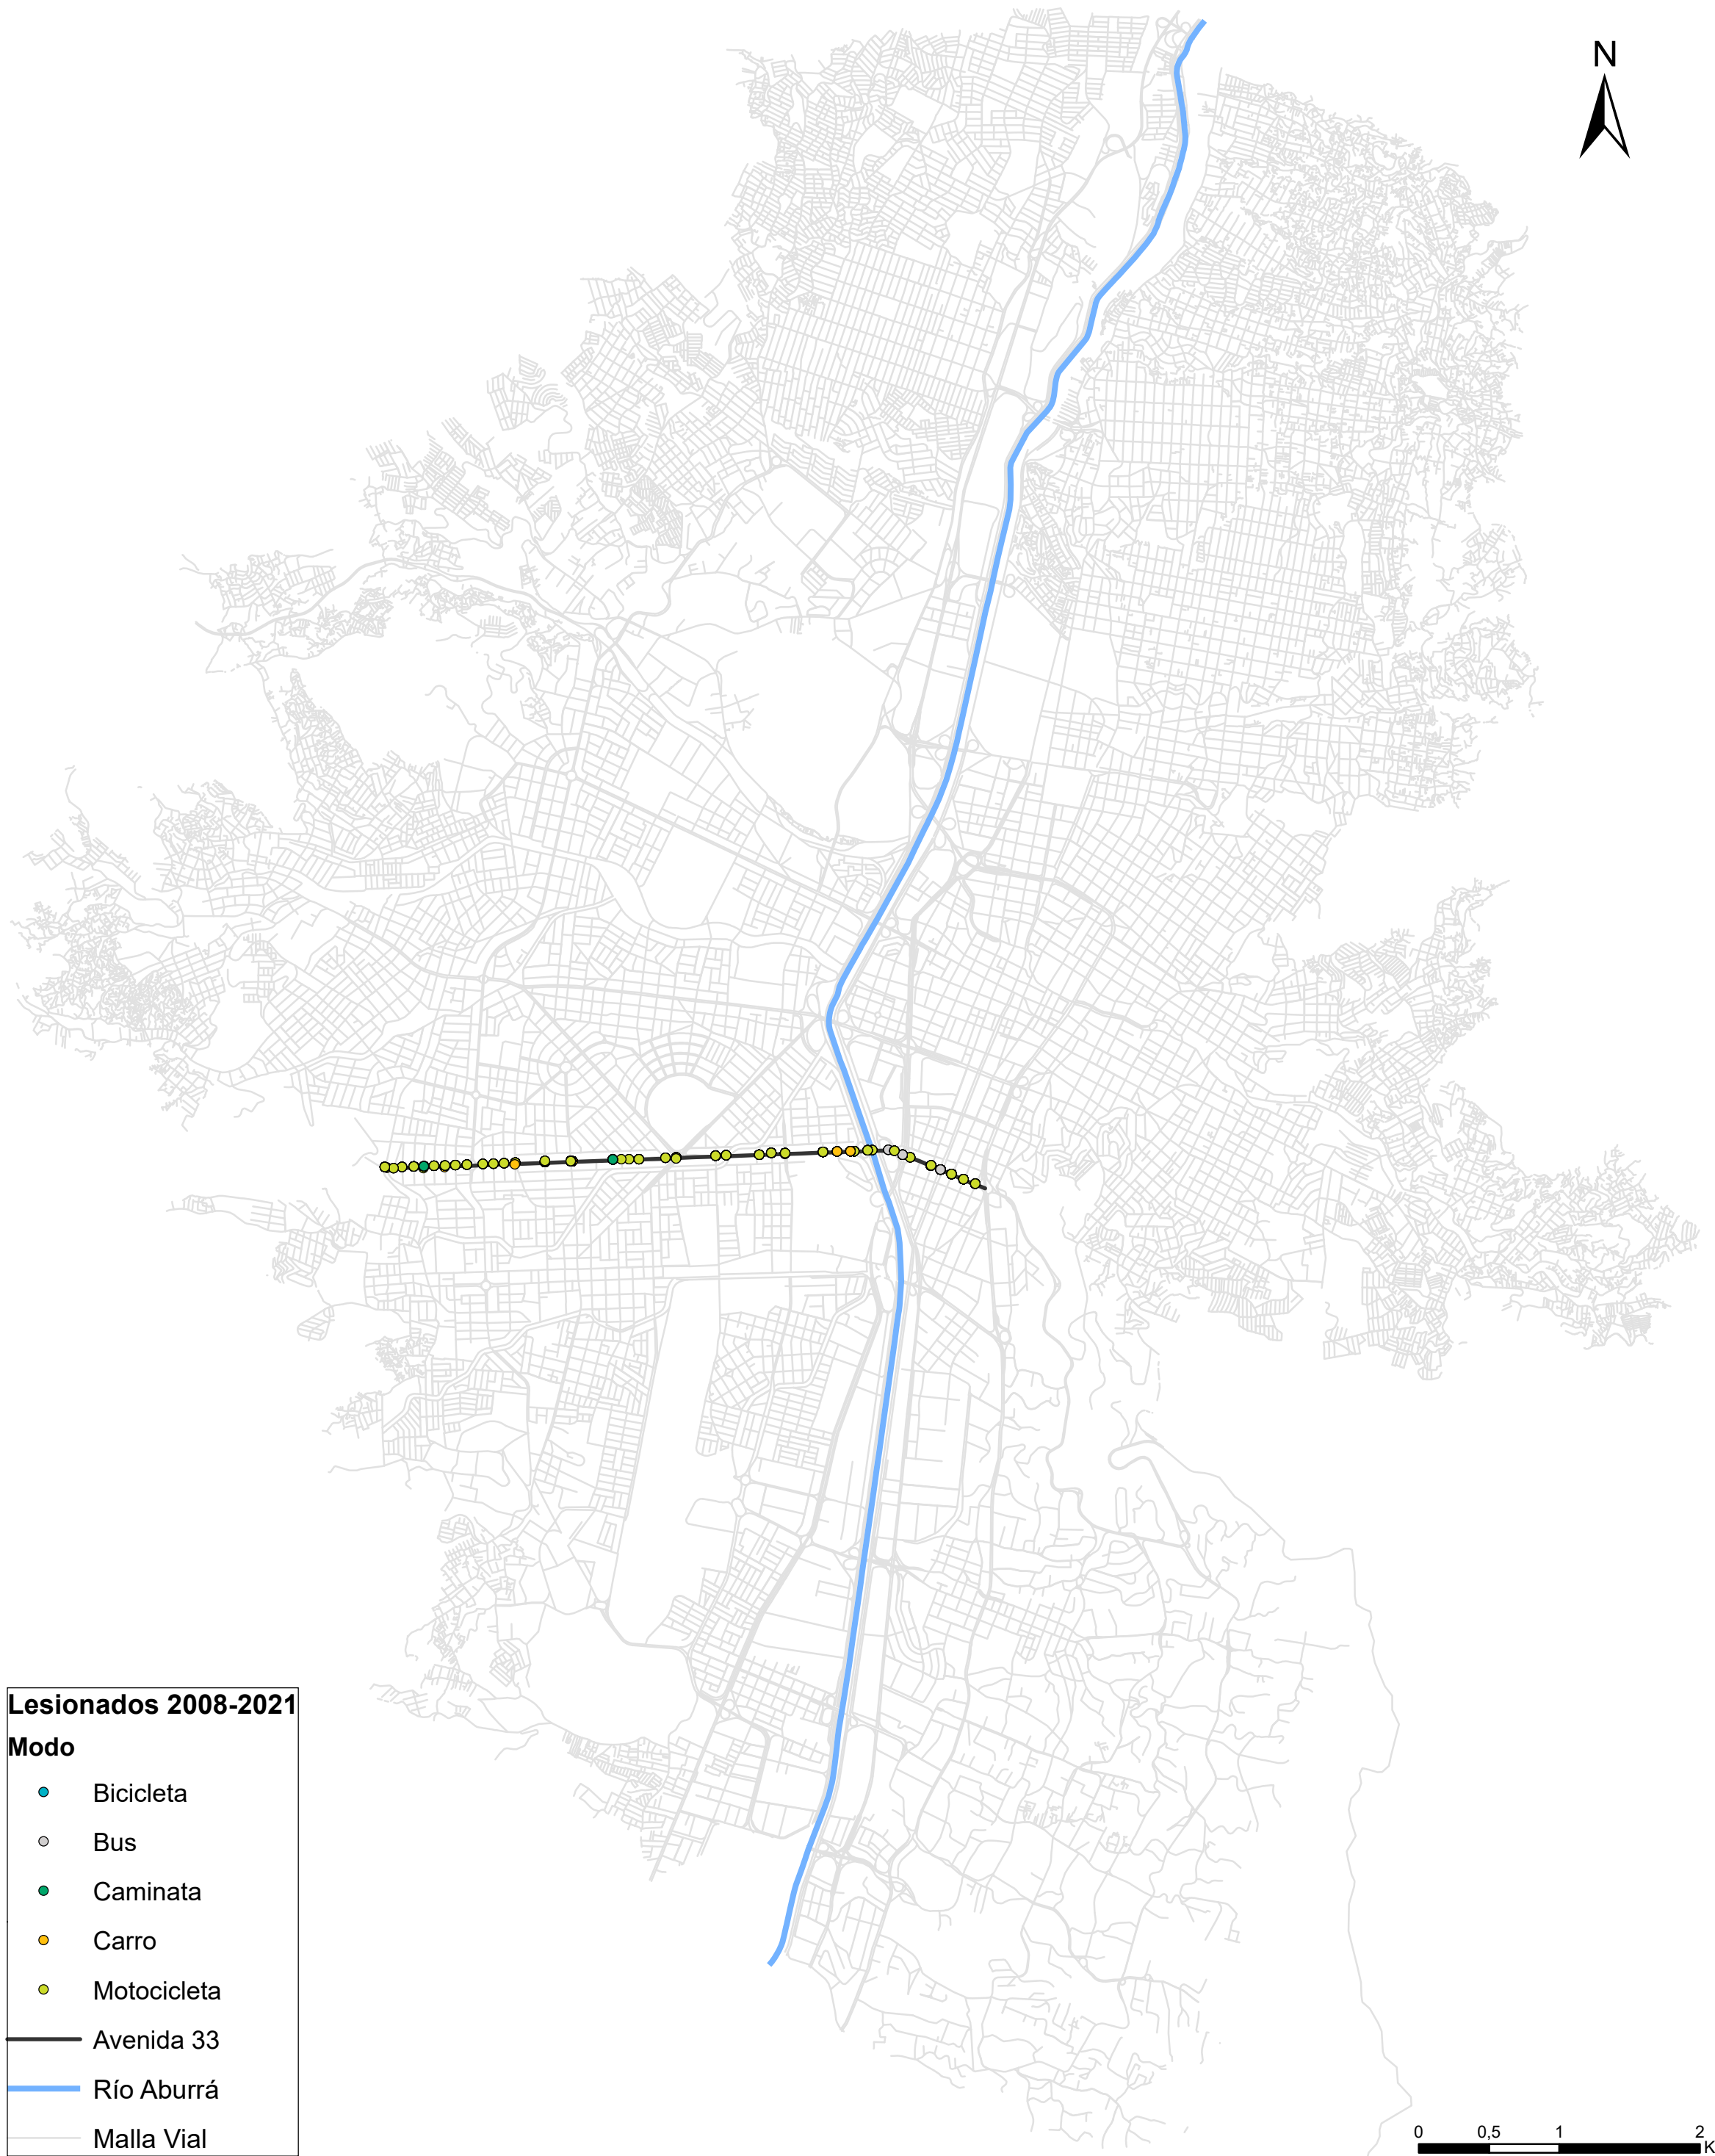 N
Lesionados 2008-2021
Modo
Bicicleta
Bus
Caminata
Carro
Motocicleta
Avenida 33
Río Aburrá
Malla Vial
0 0,5 1 2
K